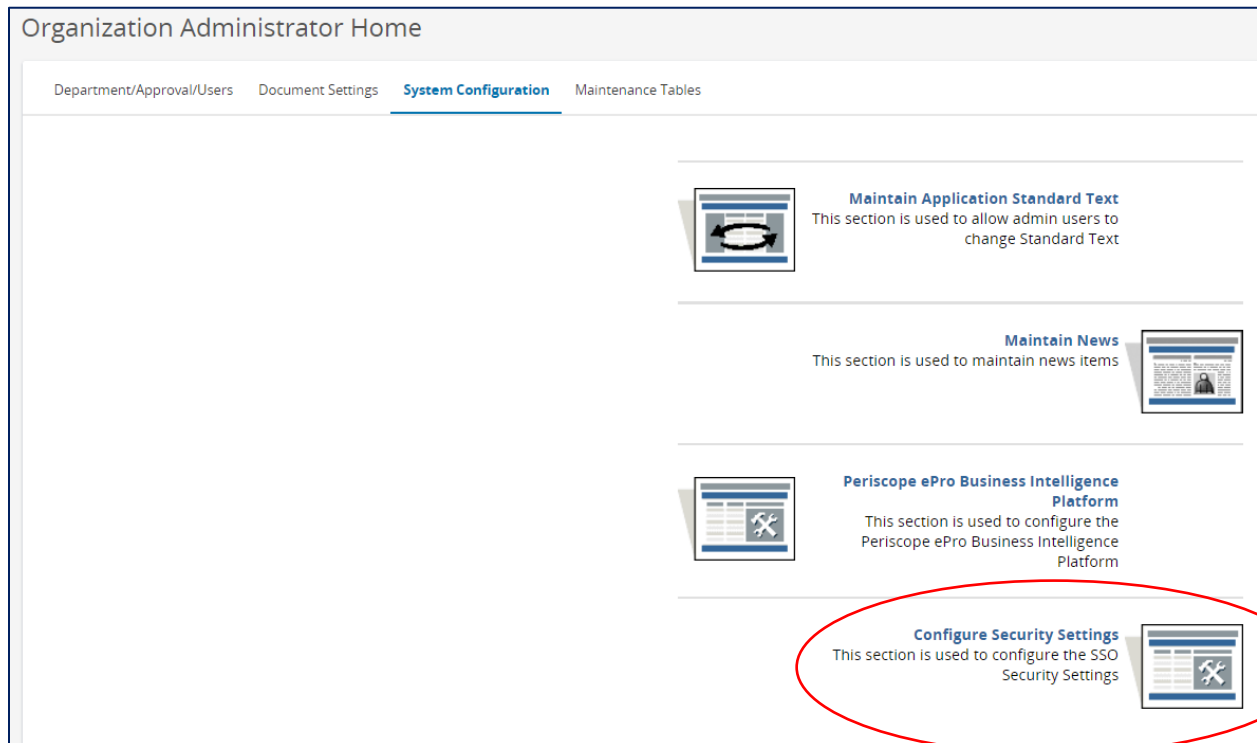 Organization Administrator Home
Department/Approval/Users Document Settings System Configuration Maintenance Tables
Maintain Application Standard Text
This section is used to allow admin users to
change Standard Text
Maintain News
This section is used to maintain news items
Periscope ePro Business Intelligence
Platform
This section is used to configure the
Periscope ePro Business Intelligence
Platform
Configure Security Settings
This section is used to configure the SSO
Security Settings